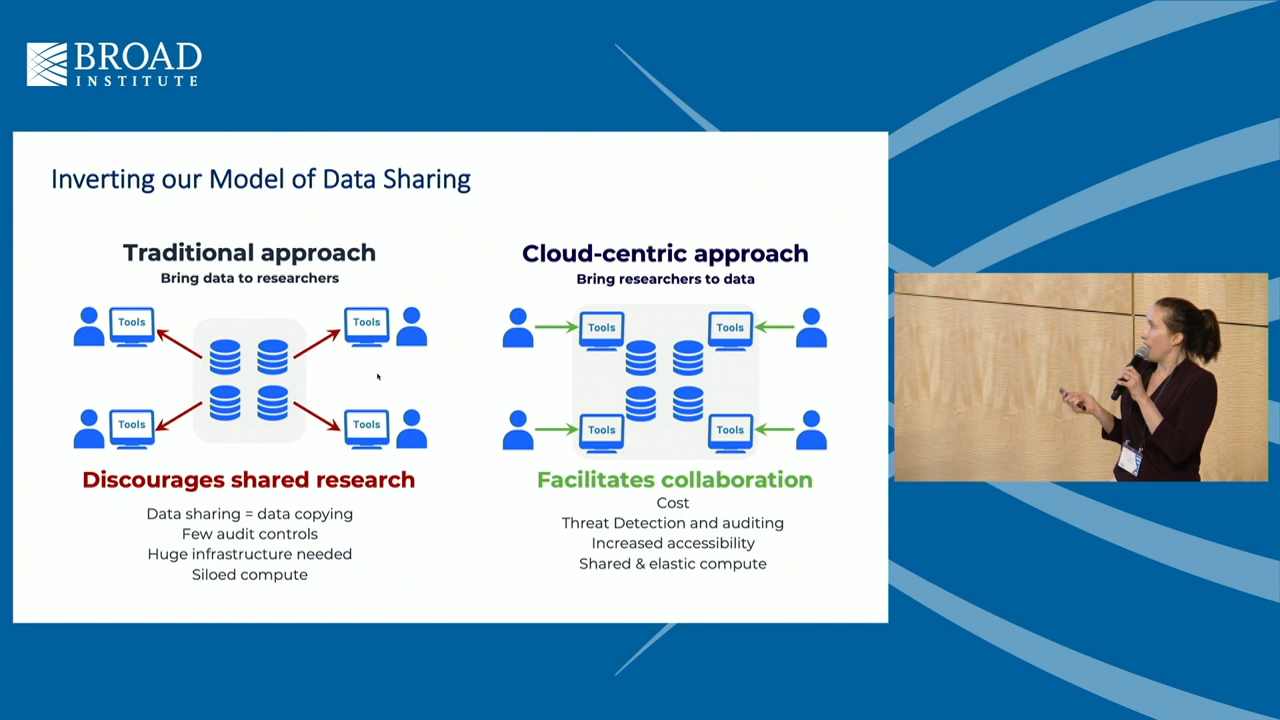 BROAD
INSTITUTE
Inverting our Model of Data Sharing
Traditional approach
Bring data to researchers
Tools
Tools
Tools
Tools
Discourages shared research
Data sharing = data copying
Few audit controls
Huge infrastructure needed
Siloed compute
Cloud-centric approach
Bring researchers to data
Tools
Tools
Tools
Tools
Facilitates collaboration
Cost
Threat Detection and auditing
Increased accessibility
Shared & elastic compute